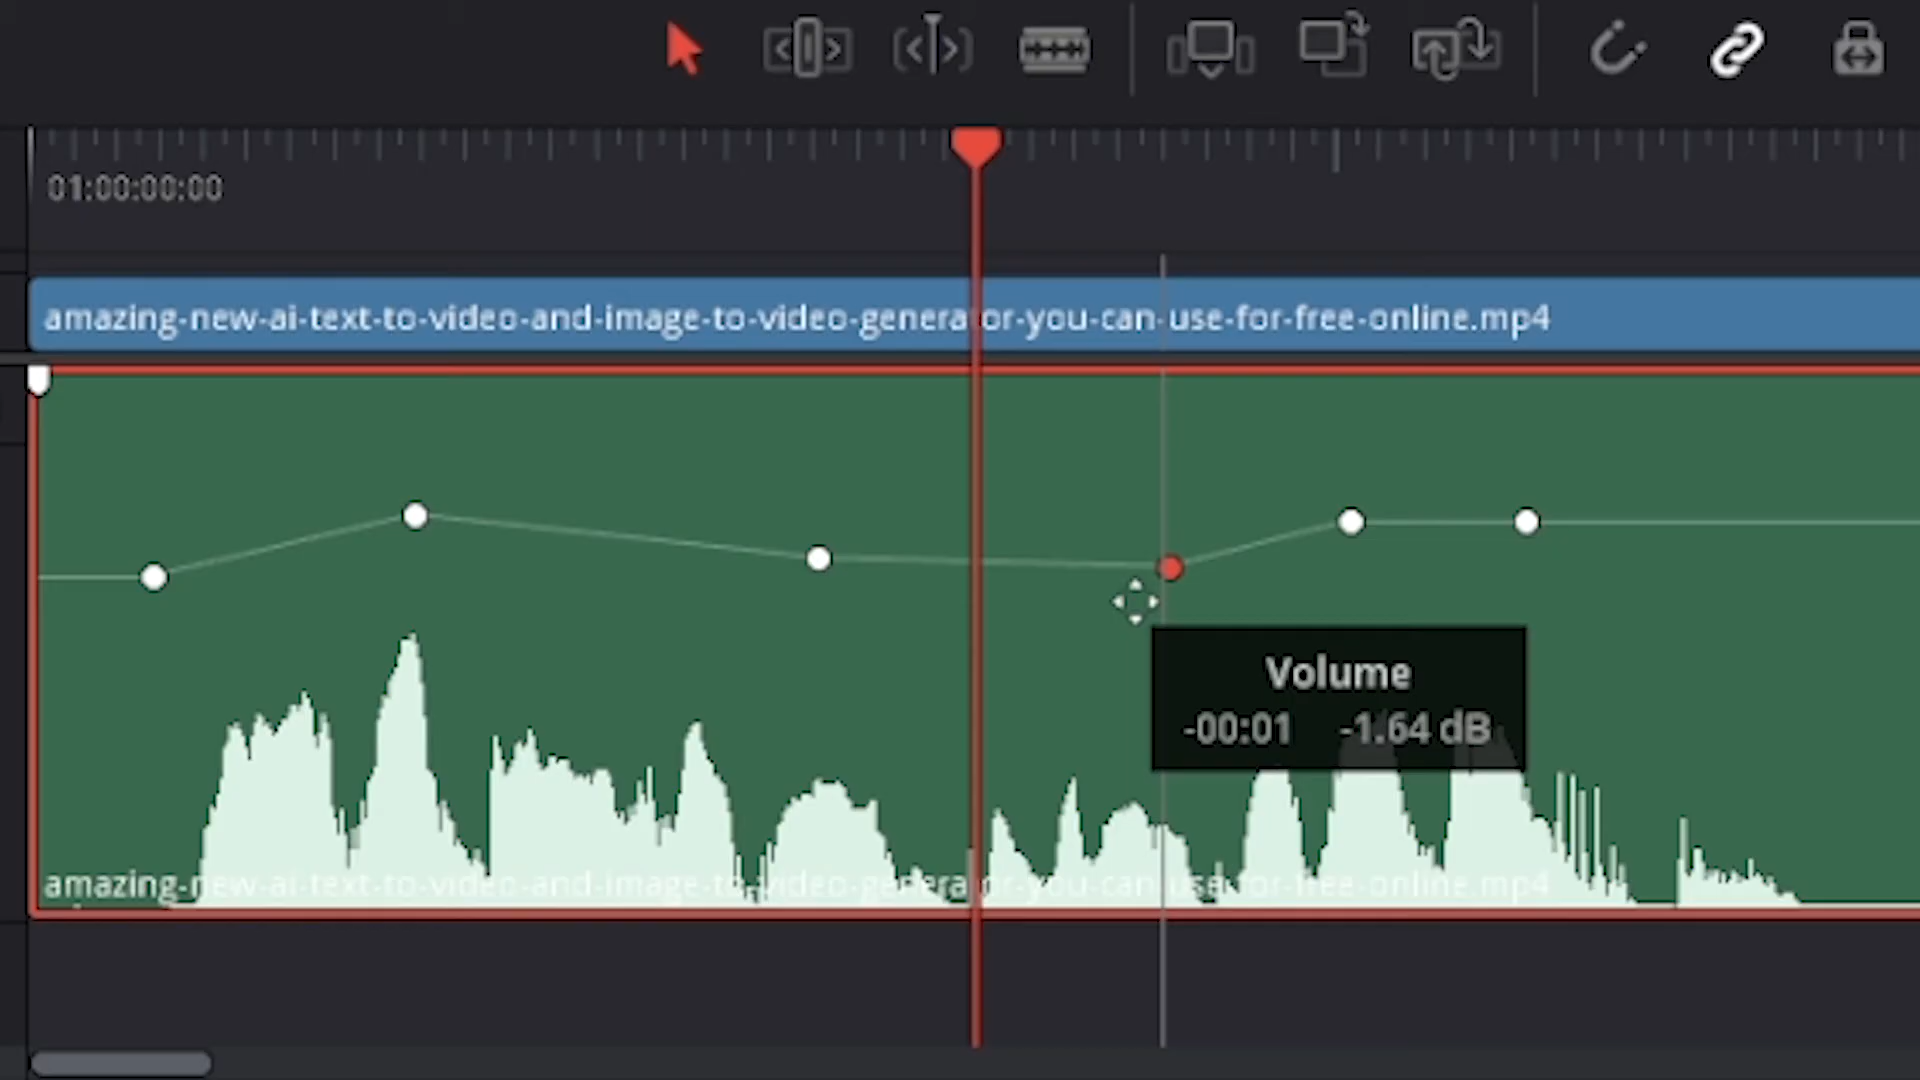 01:00:00:00
amazing-new-ai-text-to-video-and-image-to-video-generator-you-can-use-for-free-online.mp4
Volume
-00:01 -1.64 dB
amazing-new-ai-text-to-video-and-image-to-video-generator-you-can-use-for-free-online.mp4